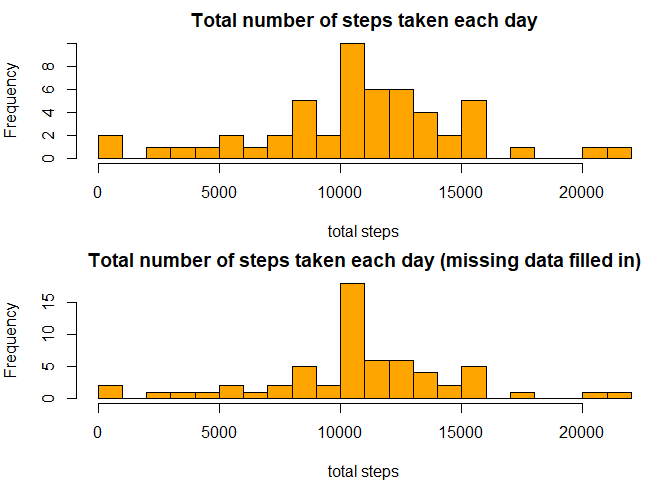 Total number of steps taken each day
Frequency
0 2 4 6 8
0 5000 10000 15000 20000
total steps
Total number of steps taken each day (missing data filled in)
Frequency
0 5 10 15
0 5000 10000 15000 20000
total steps